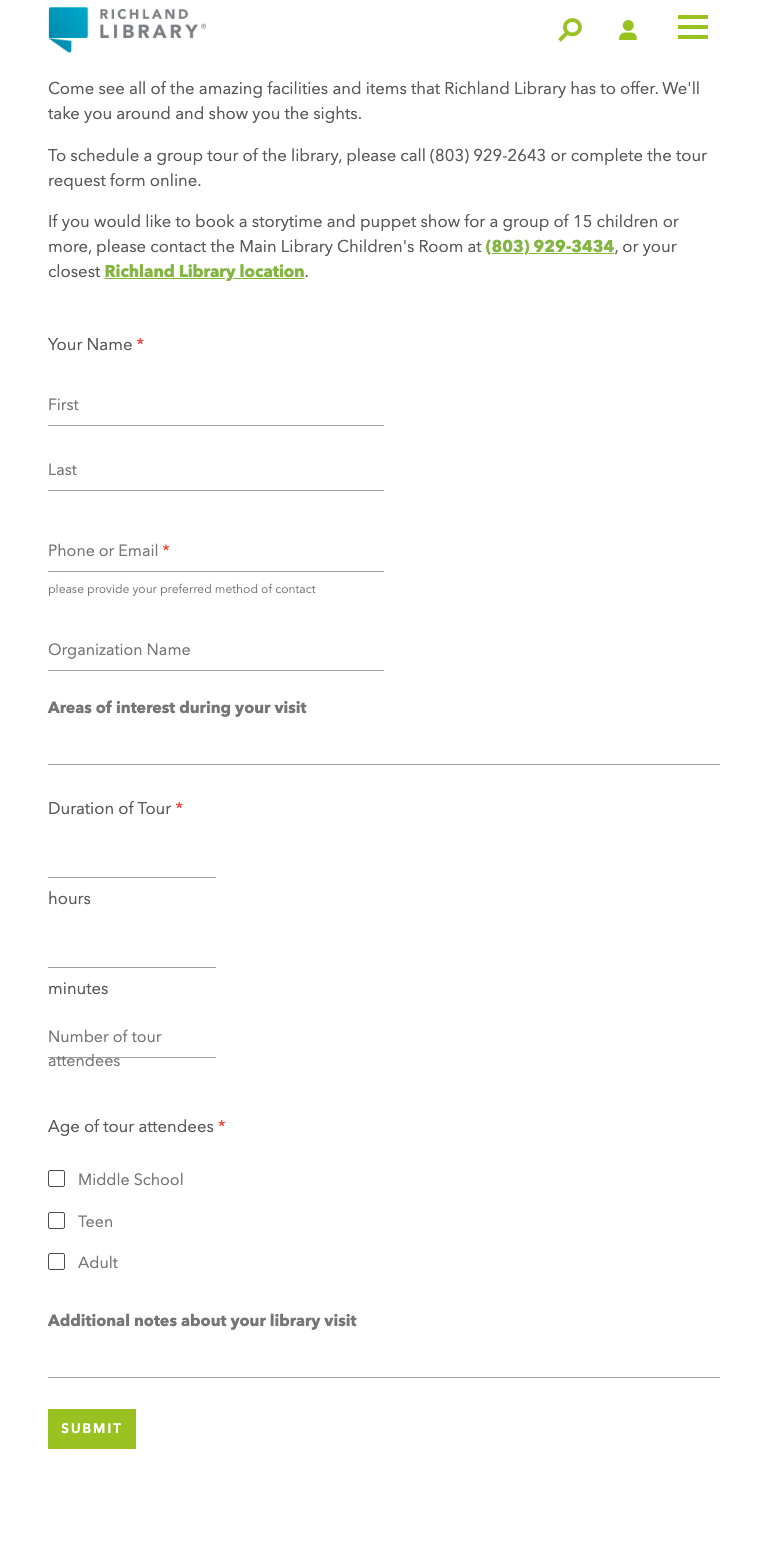 RICHLAND
LIBRARY®
Come see all of the amazing facilities and items that Richland Library has to offer. We'll
take you around and show you the sights.
To schedule a group tour of the library, please call (803) 929-2643 or complete the tour
request form online.
If you would like to book a storytime and puppet show for a group of 15 children or
more, please contact the Main Library Children's Room at (803) 929-3434, or your
closest Richland Library location.
Your Name *
First
Last
Phone or Email *
please provide your preferred method of contact
Organization Name
Areas of interest during your visit
Duration of Tour *
hours
minutes
Number of tour
attendees
Age of tour attendees *
Middle School
Teen
Adult
Additional notes about your library visit
SUBMIT